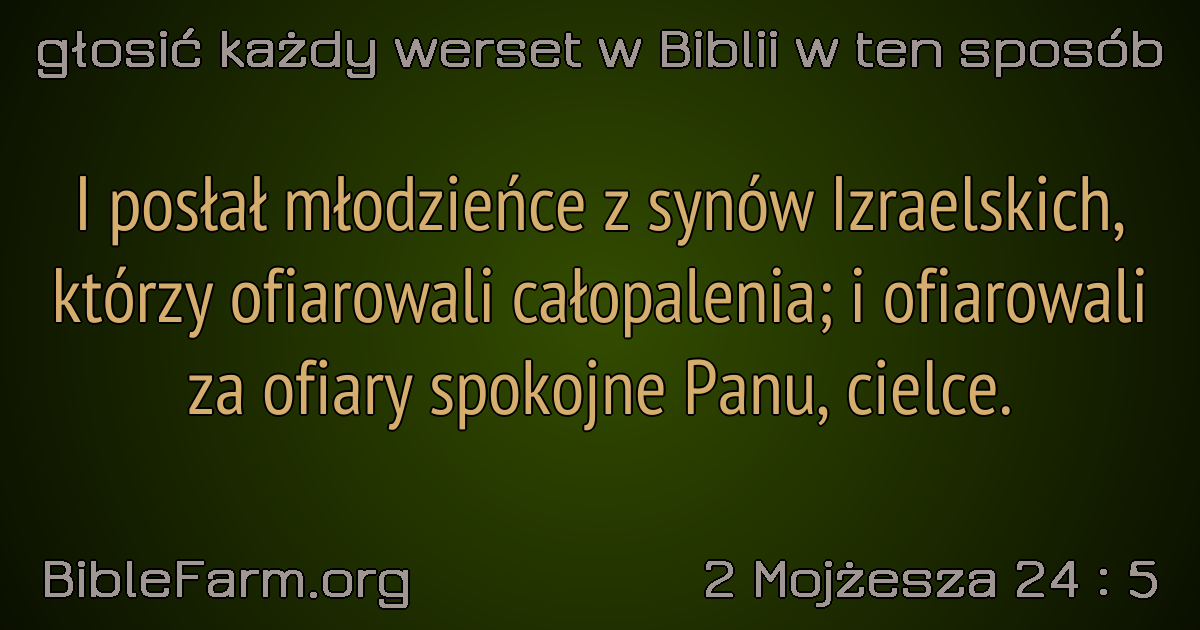 głosić każdy werset w Biblii w ten sposób
I posłał młodzieńce z synów Izraelskich,
którzy ofiarowali całopalenia; i ofiarowali
za ofiary spokojne Panu, cielce.
BibleFarm.org
2 Mojżesza 24 : 5